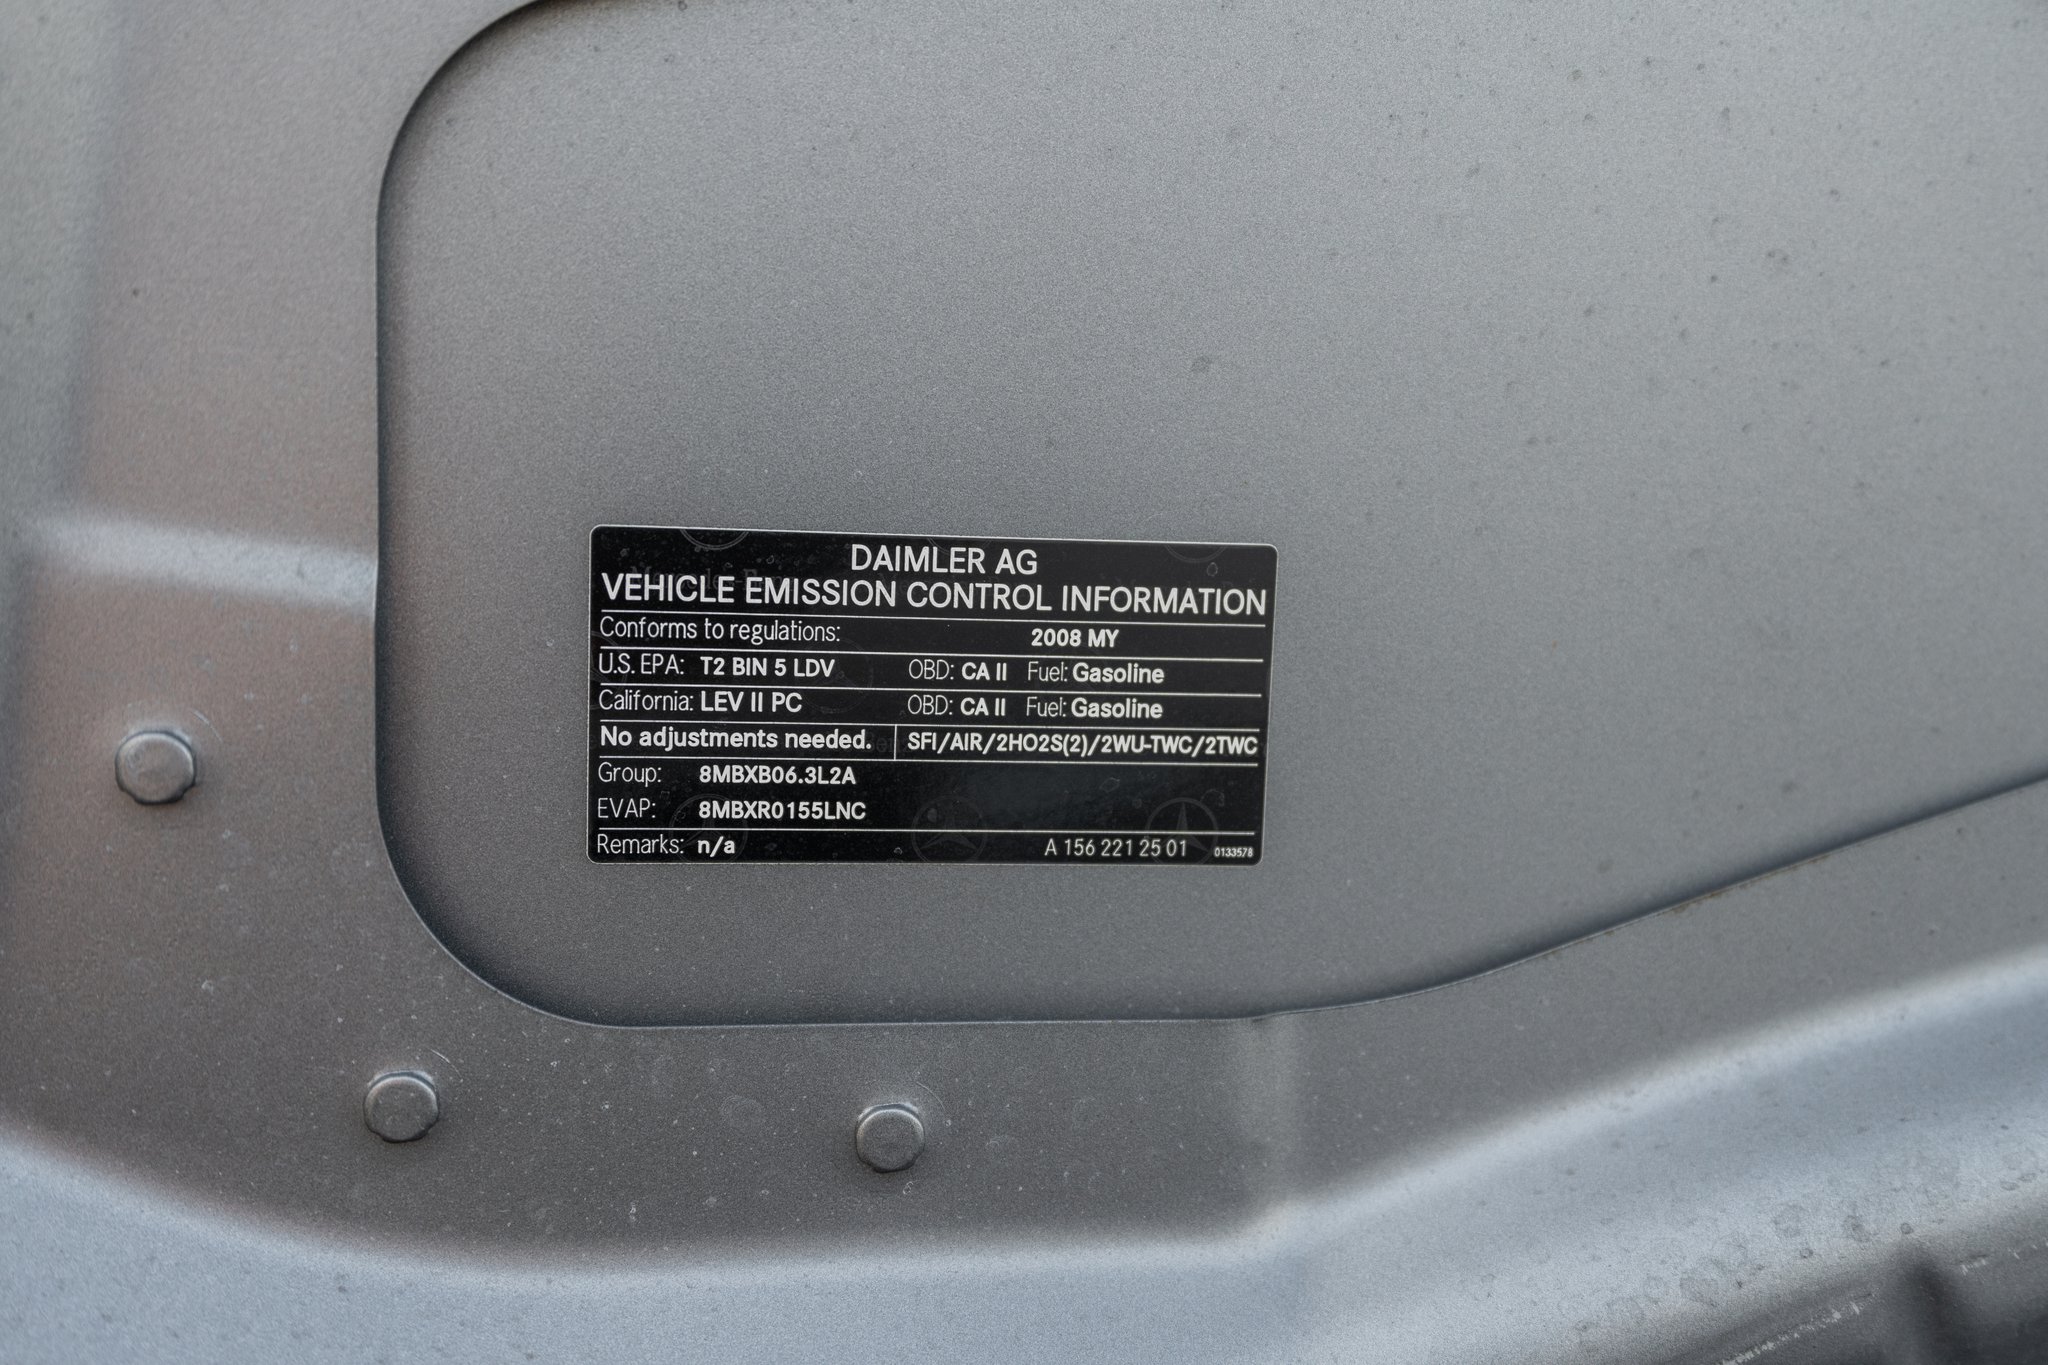 DAIMLER AG
VEHICLE EMISSION CONTROL INFORMATION
Conforms to regulations: 2008 MY
U.S. EPA: T2 BIN 5 LDV OBD: CA II Fuel: Gasoline
California: LEV II PC OBD: CA II Fuel: Gasoline
No adjustments needed. SFI/AIR/2HO2S(2)/2WU-TWC/2TWC
Group: 8MBXB06.3L2A
EVAP: 8MBXR0155LNC
Remarks: n/a A 156 221 25 01 0133578